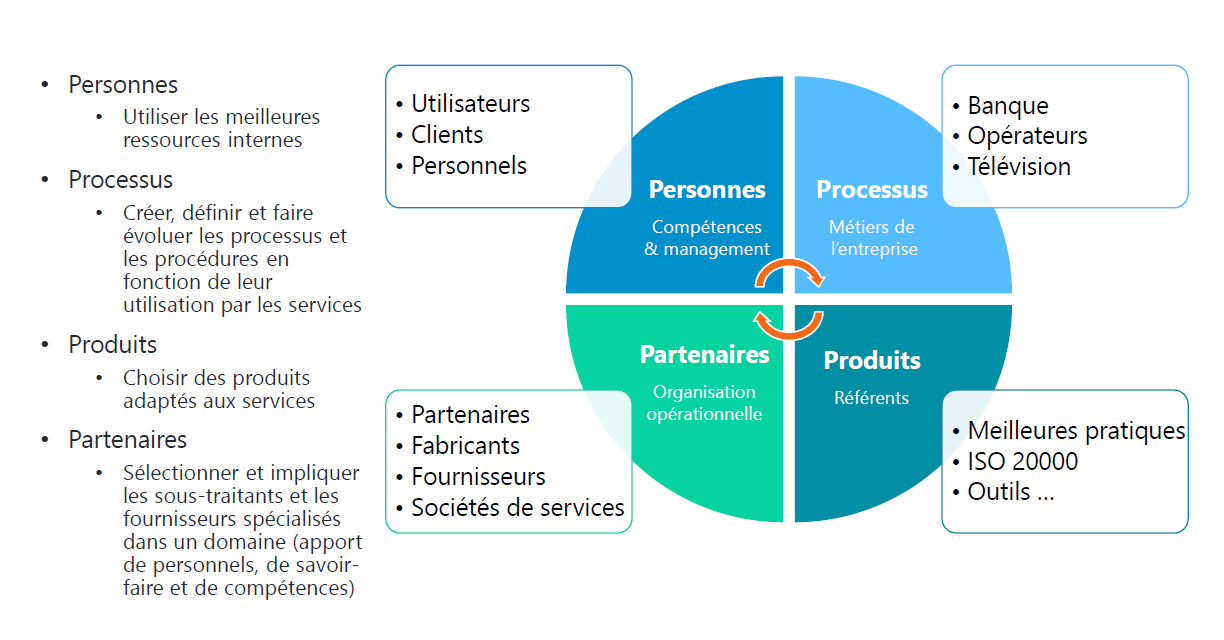 • Personnes
• Utiliser les meilleures
ressources internes
• Processus
• Créer, définir et faire
évoluer les processus et
les procédures en
fonction de leur
utilisation par les services
• Produits
• Choisir des produits
adaptés aux services
• Partenaires
• Sélectionner et impliquer
les sous-traitants et les
fournisseurs spécialisés
dans un domaine (apport
de personnels, de savoir-
faire et de compétences)
• Utilisateurs
• Clients
• Personnels
Personnes
Compétences
& management
Processus
Métiers de
l'entreprise
• Banque
• Opérateurs
• Télévision
Partenaires
Organisation
opérationnelle
• Partenaires
• Fabricants
• Fournisseurs
• Sociétés de services
Produits
Référents
• Meilleures pratiques
• ISO 20000
• Outils ...